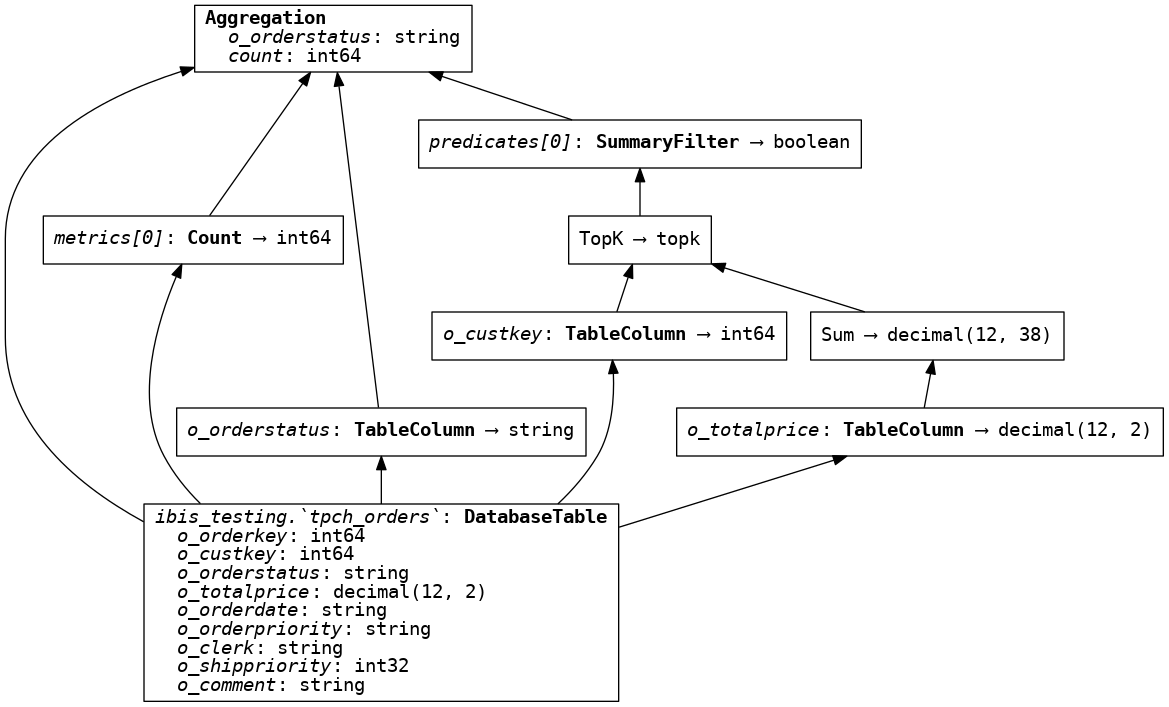 Aggregation
o_orderstatus: string
count: int64
predicates[0]: SummaryFilter → boolean
metrics[0]: Count → int64
TopK → topk
o_custkey: TableColumn → int64
Sum → decimal(12, 38)
o_orderstatus: TableColumn → string
o_totalprice: TableColumn → decimal(12, 2)
ibis_testing.`tpch_orders`: DatabaseTable
o_orderkey: int64
o_custkey: int64
o_orderstatus: string
o_totalprice: decimal(12, 2)
o_orderdate: string
o_orderpriority: string
o_clerk: string
o_shippriority: int32
o_comment: string